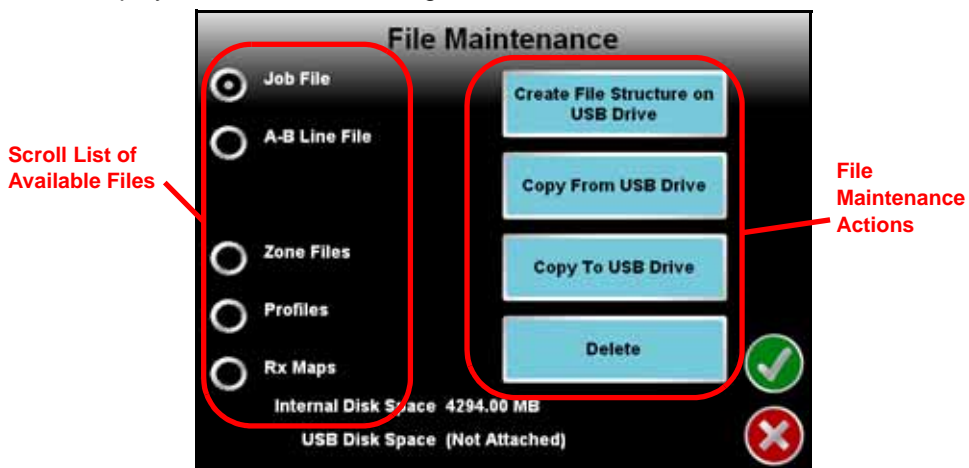 File Maintenance
Job File
A-B Line File
Zone Files
Profiles
Rx Maps
Create File Structure on
USB Drive
Copy From USB Drive
Copy To USB Drive
Delete
Internal Disk Space 4294.00 MB
USB Disk Space (Not Attached)
Scroll List of
Available Files
File
Maintenance
Actions